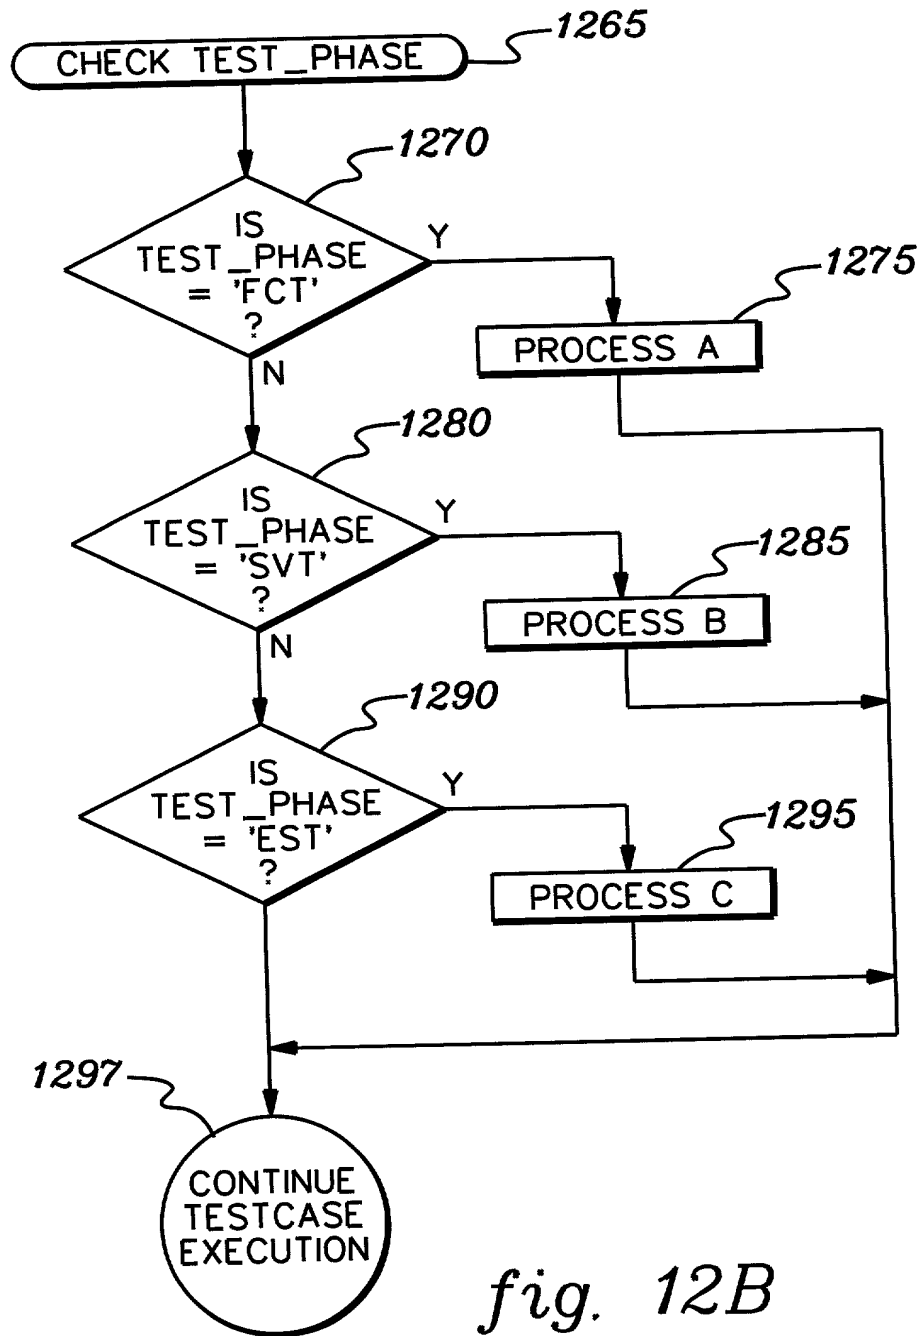 1265
CHECK TEST_PHASE
1270
IS
TEST_PHASE
= 'FCT'
?
Y
N
1275
PROCESS A
1280
IS
TEST_PHASE
= 'SVT'
?
Y
N
1285
PROCESS B
1290
IS
TEST_PHASE
= 'EST'
?
Y
1295
PROCESS C
1297
CONTINUE
TESTCASE
EXECUTION
fig. 12B